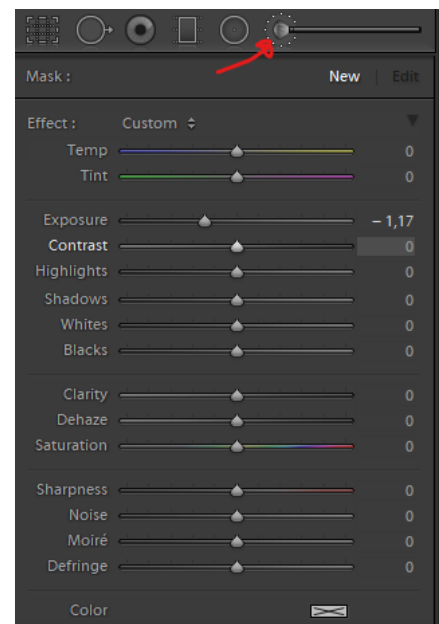 Mask : New | Edit
Effect : Custom
Temp 0
Tint 0
Exposure – 1,17
Contrast 0
Highlights 0
Shadows 0
Whites 0
Blacks 0
Clarity 0
Dehaze 0
Saturation 0
Sharpness 0
Noise 0
Moiré 0
Defringe 0
Color